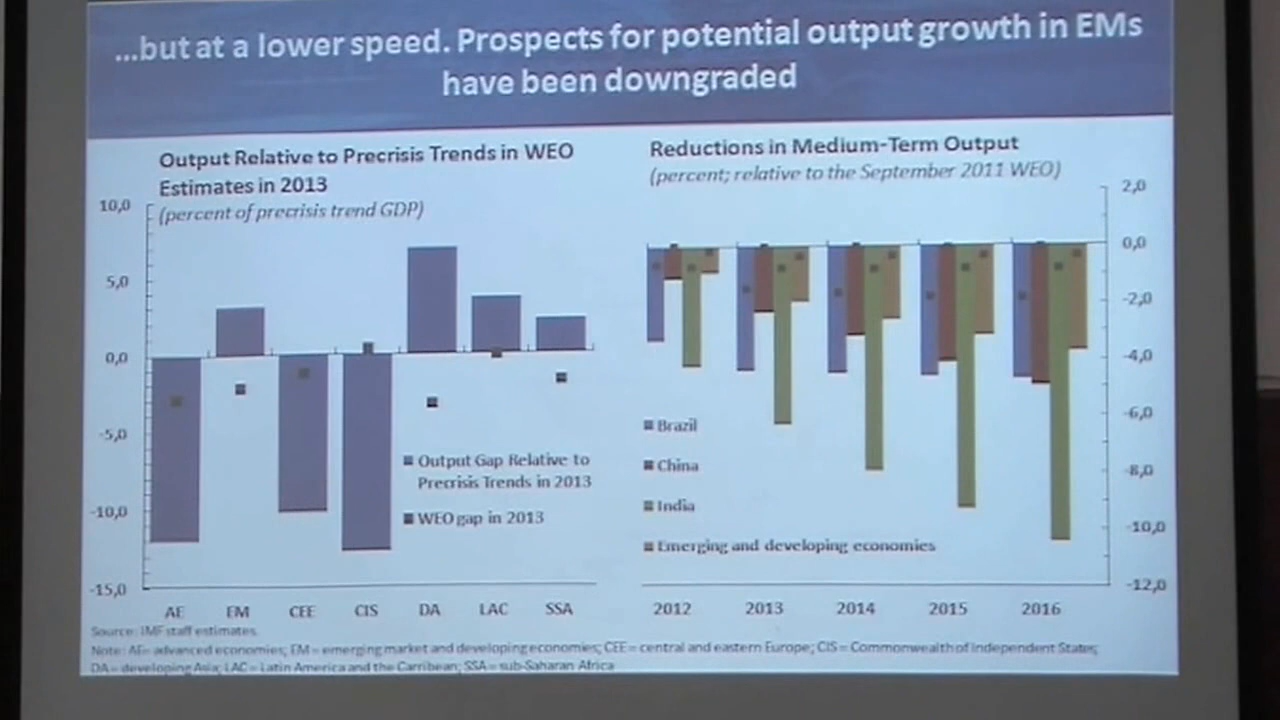 ...but at a lower speed. Prospects for potential output growth in EMs
have been downgraded
Output Relative to Precrisis Trends in WEO
Estimates in 2013
(percent of precrisis trend GDP)
10,0
5,0
0,0
-5,0
-10,0
-15,0
Output Gap Relative to
Precrisis Trends in 2013
WEO gap in 2013
AE EM CEE CIS DA LAC SSA
Reductions in Medium-Term Output
(percent; relative to the September 2011 WEO)
2,0
0,0
-2,0
-4,0
-6,0
-8,0
-10,0
-12,0
Brazil
China
India
Emerging and developing economies
2012 2013 2014 2015 2016
Source: IMF staff estimates.
Note: AE= advanced economies; EM = emerging market and developing economies; CEE = central and eastern Europe; CIS = Commonwealth of Independent States;
DA = developing Asia; LAC = Latin America and the Carribean; SSA = sub-Saharan Africa